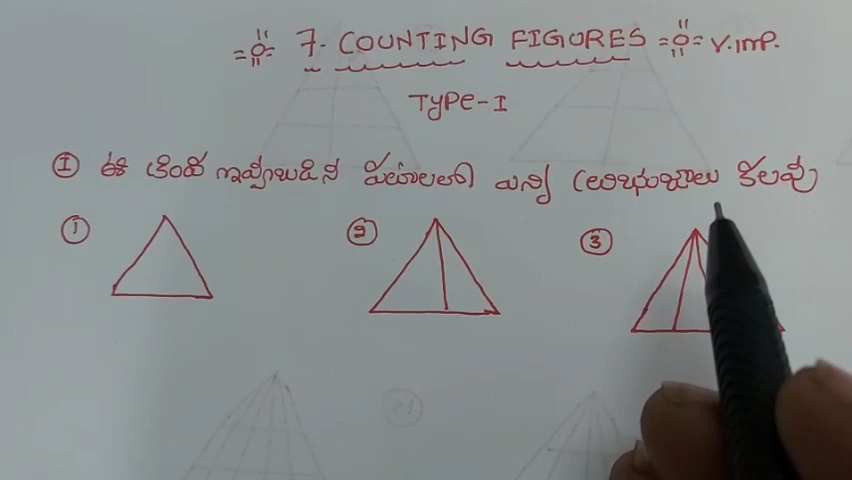 7. COUNTING FIGURES V.IMP.
TYPE-I
I ఈ క్రింద ఇవ్వబడిన పటాలలో ఎన్ని త్రిభుజాలు కలవు
1 2 3